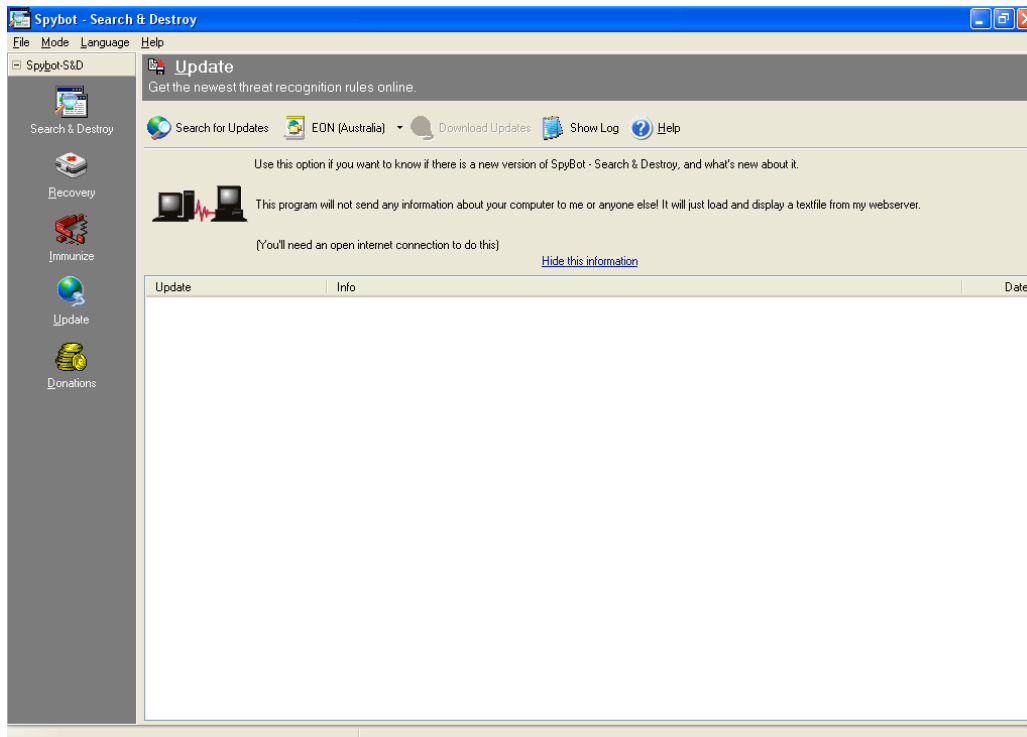 Spybot - Search & Destroy
File Mode Language Help
Spybot-S&D
Search & Destroy
Recovery
Immunize
Update
Donations
Update
Get the newest threat recognition rules online.
Search for Updates EON (Australia) Download Updates Show Log Help
Use this option if you want to know if there is a new version of SpyBot - Search & Destroy, and what's new about it.
This program will not send any information about your computer to me or anyone else! It will just load and display a textfile from my webserver.
(You'll need an open internet connection to do this)
Hide this information
Update Info Date